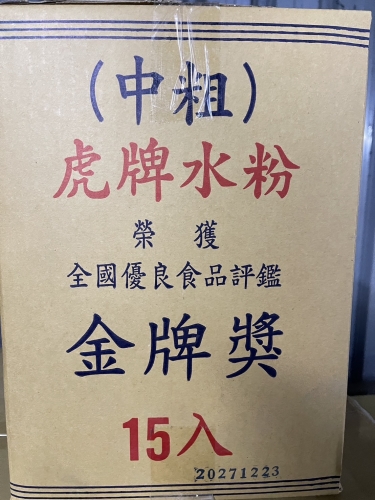 （中粗）
虎牌水粉
榮獲
全國優良食品評鑑
金牌獎
15入
20271223